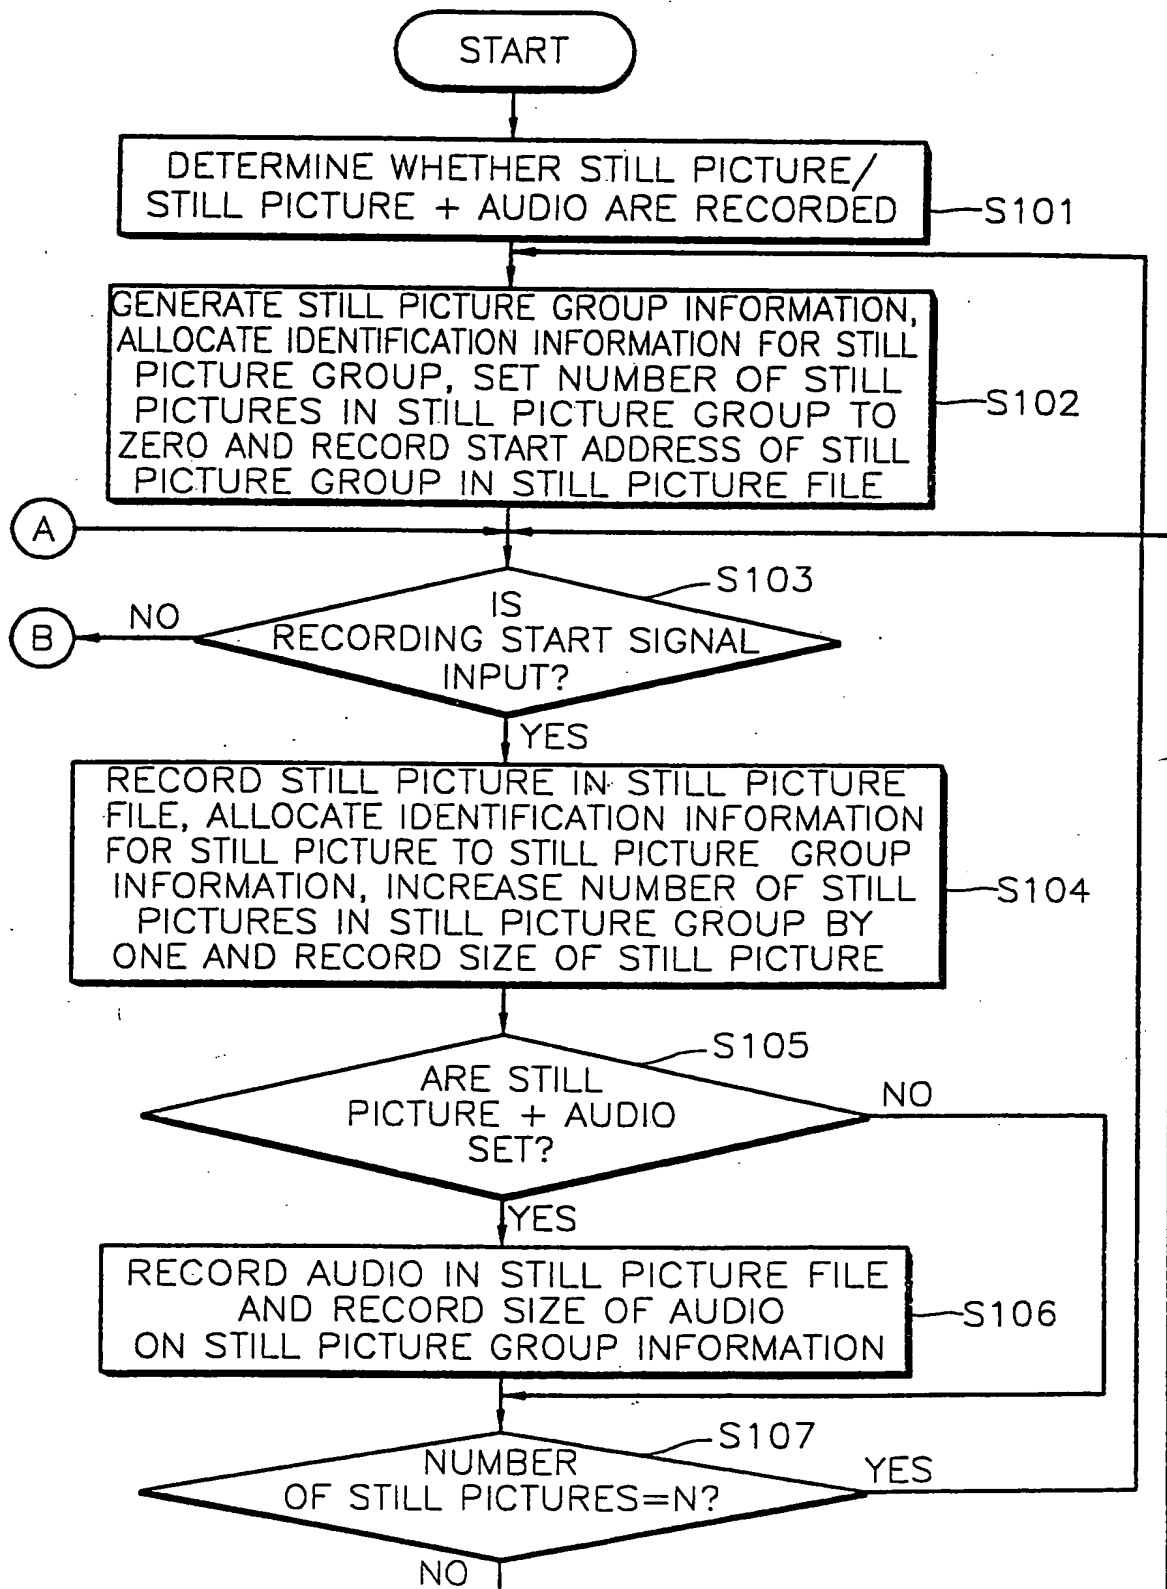 START
DETERMINE WHETHER STILL PICTURE/
STILL PICTURE + AUDIO ARE RECORDED
S101
GENERATE STILL PICTURE GROUP INFORMATION,
ALLOCATE IDENTIFICATION INFORMATION FOR STILL
PICTURE GROUP, SET NUMBER OF STILL
PICTURES IN STILL PICTURE GROUP TO
ZERO AND RECORD START ADDRESS OF STILL
PICTURE GROUP IN STILL PICTURE FILE
S102
A
S103
IS
RECORDING START SIGNAL
INPUT?
NO
B
YES
RECORD STILL PICTURE IN STILL PICTURE
FILE, ALLOCATE IDENTIFICATION INFORMATION
FOR STILL PICTURE TO STILL PICTURE GROUP
INFORMATION, INCREASE NUMBER OF STILL
PICTURES IN STILL PICTURE GROUP BY
ONE AND RECORD SIZE OF STILL PICTURE
S104
S105
ARE STILL
PICTURE + AUDIO
SET?
NO
YES
RECORD AUDIO IN STILL PICTURE FILE
AND RECORD SIZE OF AUDIO
ON STILL PICTURE GROUP INFORMATION
S106
S107
NUMBER
OF STILL PICTURES=N?
YES
NO